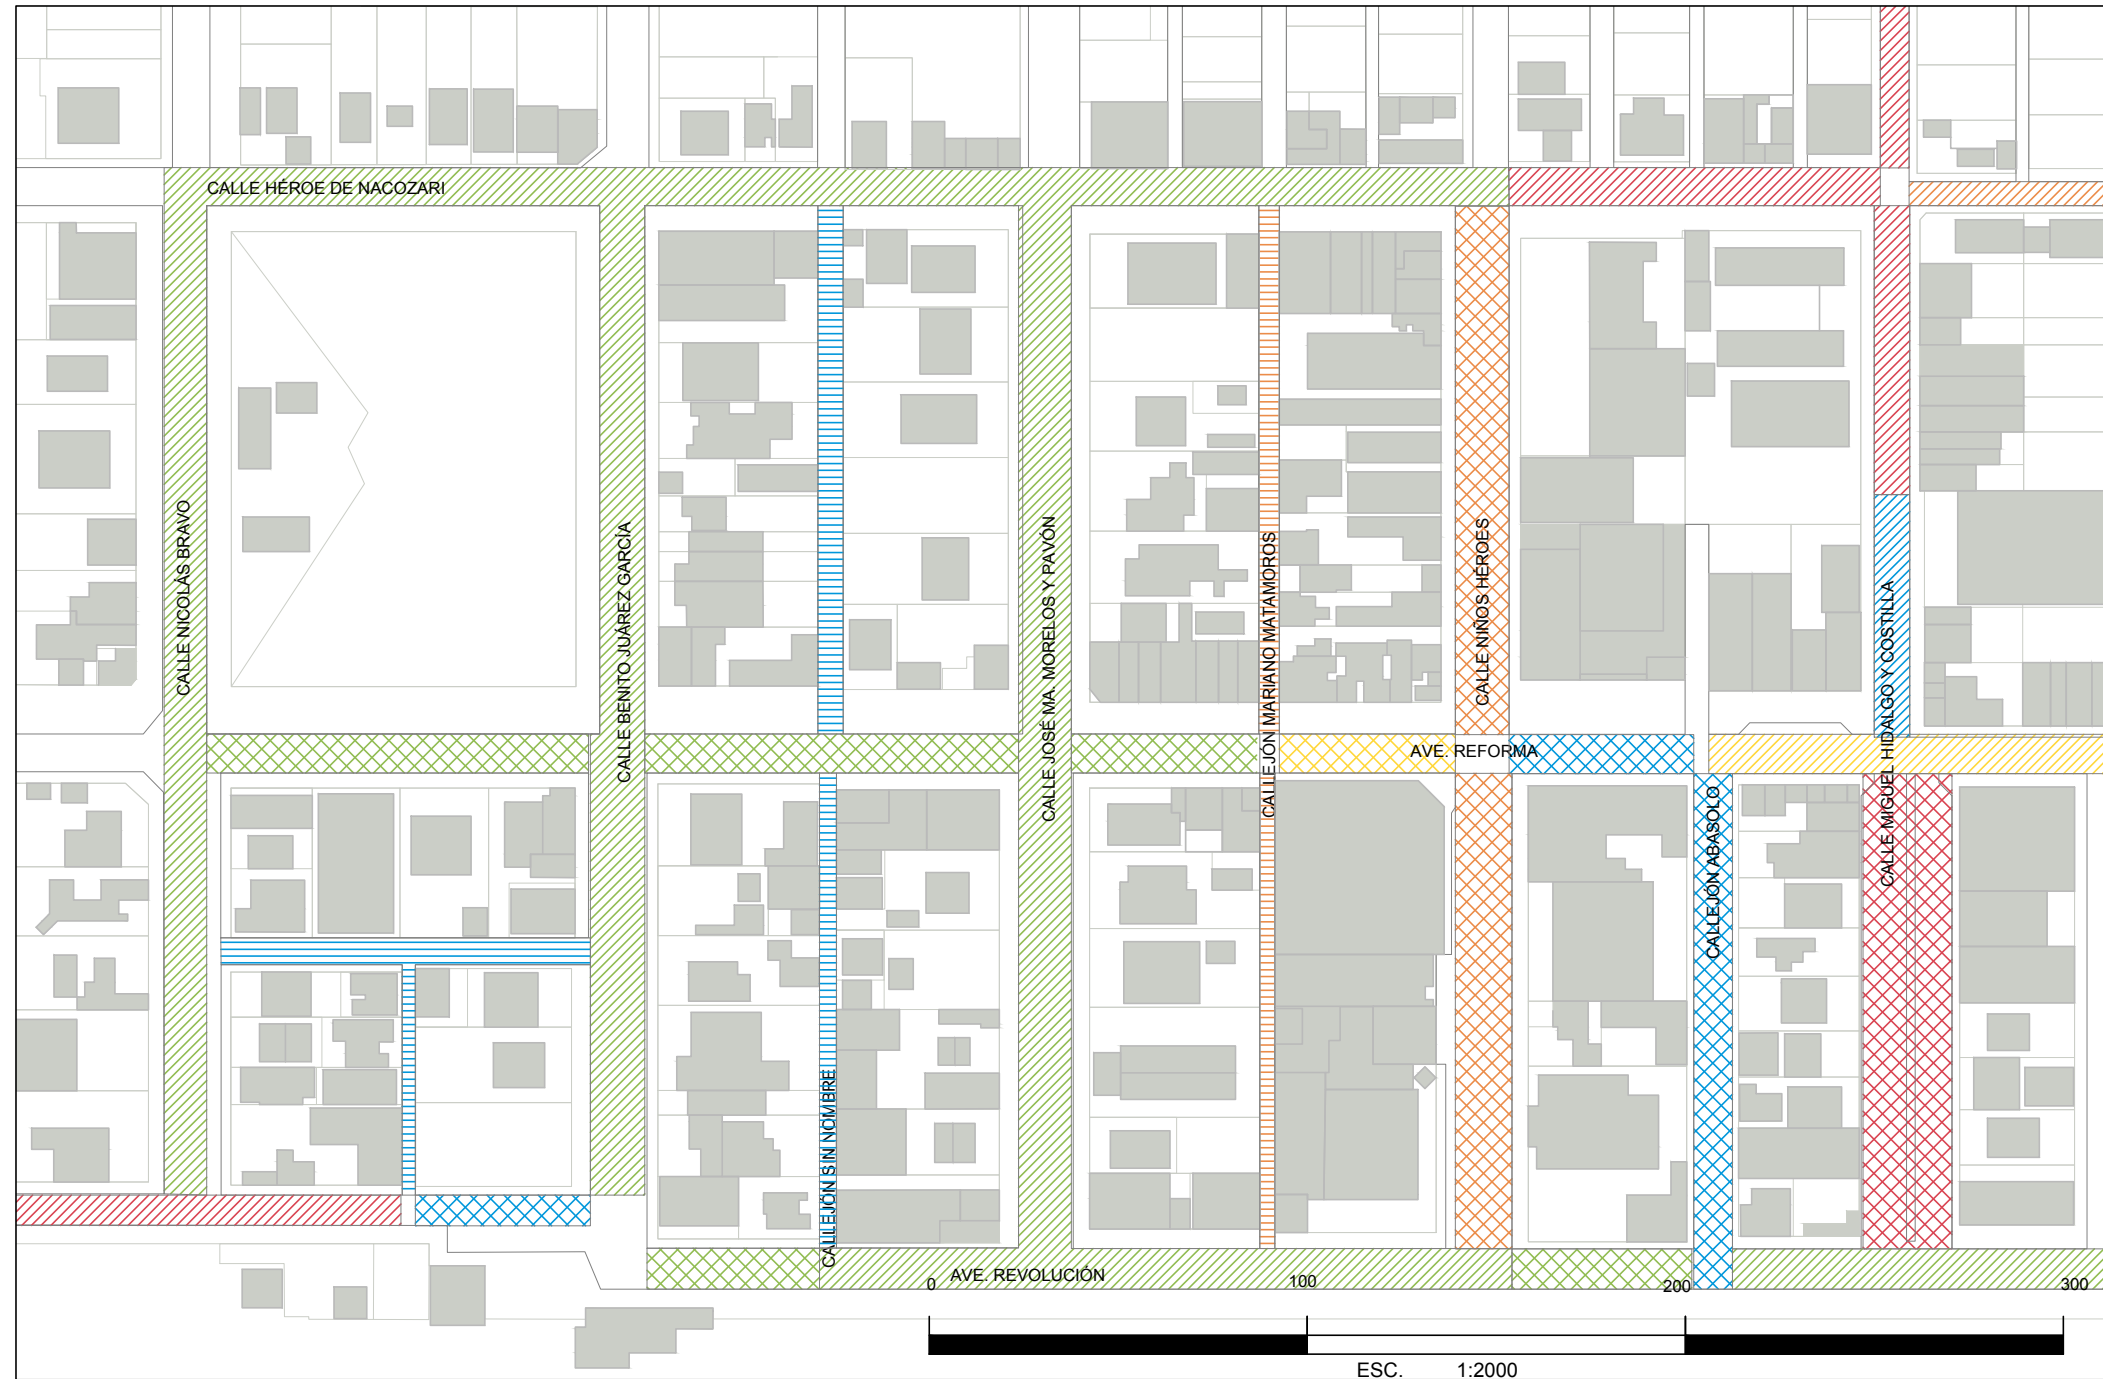 CALLE HÉROE DE NACOZARI
CALLE NICOLÁS BRAVO
CALLE BENITO JUÁREZ GARCÍA
CALLE JOSÉ MA. MORELOS Y PAVÓN
CALLEJÓN MARIANO MATAMOROS
CALLE NIÑOS HÉROES
CALLE MIGUEL HIDALGO Y COSTILLA
AVE. REFORMA
CALLEJÓN ABASOLO
CALLEJÓN SIN NOMBRE
AVE. REVOLUCIÓN
0 100 200 300
ESC. 1:2000